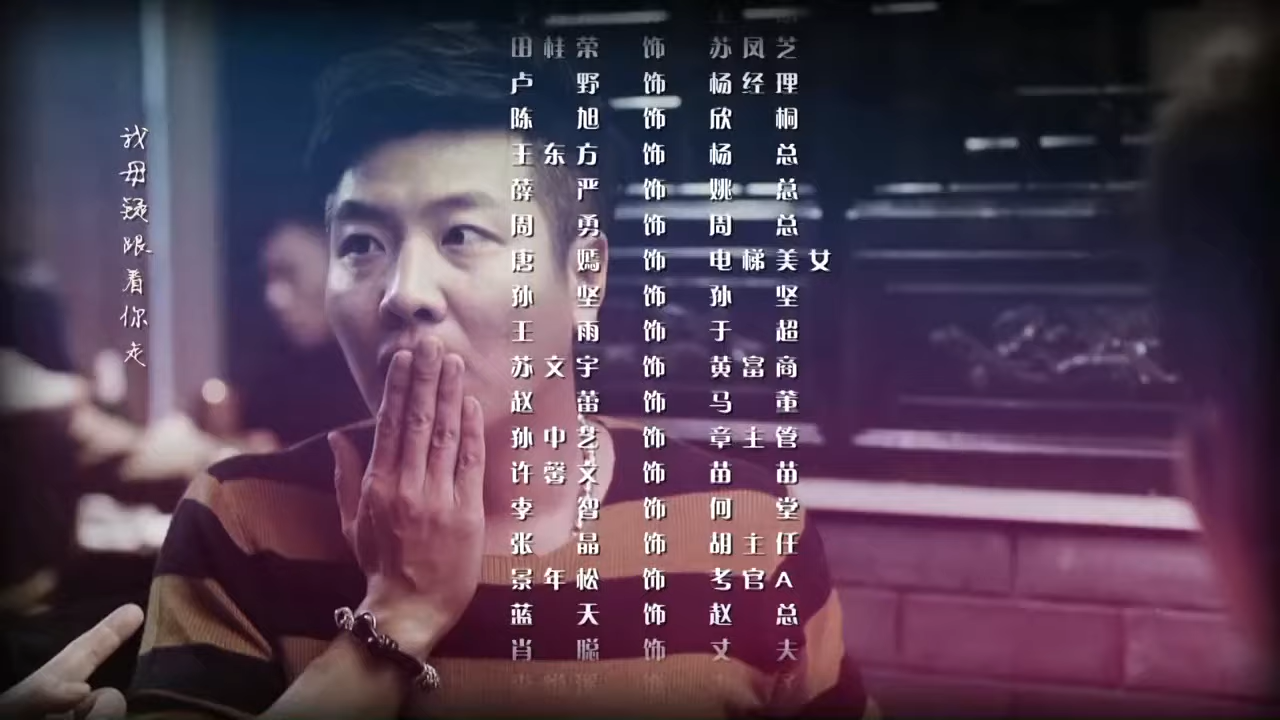 我毋须跟着你走
田桂荣 饰 苏凤芝
卢野 饰 杨经理
陈旭 饰 欣桐
王东方 饰 杨总
薛严 饰 姚总
周勇 饰 周总
唐嫣 饰 电梯美女
孙坚 饰 孙坚
王雨 饰 于超
苏文宇 饰 黄富商
赵蕾 饰 马董
孙中艺 饰 章主管
许馨文 饰 苗苗
李智 饰 何堂
张晶 饰 胡主任
景年松 饰 考官A
蓝天 饰 赵总
肖聪 饰 丈夫